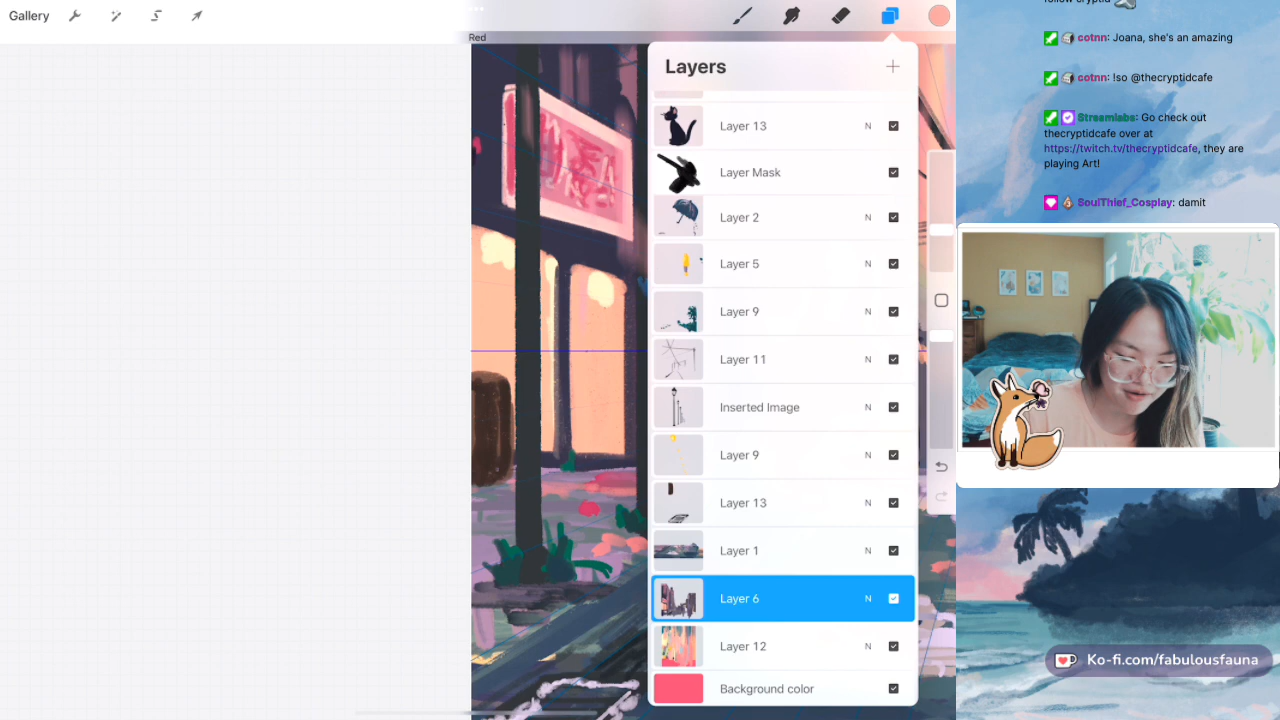 Gallery
Red
Layers
Layer 13 N
Layer Mask
Layer 2 N
Layer 5 N
Layer 9 N
Layer 11 N
Inserted Image N
Layer 9 N
Layer 13 N
Layer 1 N
Layer 6 N
Layer 12 N
Background color
cotnn: Joana, she's an amazing
cotnn: !so @thecryptidcafe
Streamlabs: Go check out
thecryptidcafe over at
https://twitch.tv/thecryptidcafe, they are
playing Art!
SoulThief_Cosplay: damit
Ko-fi.com/fabulousfauna